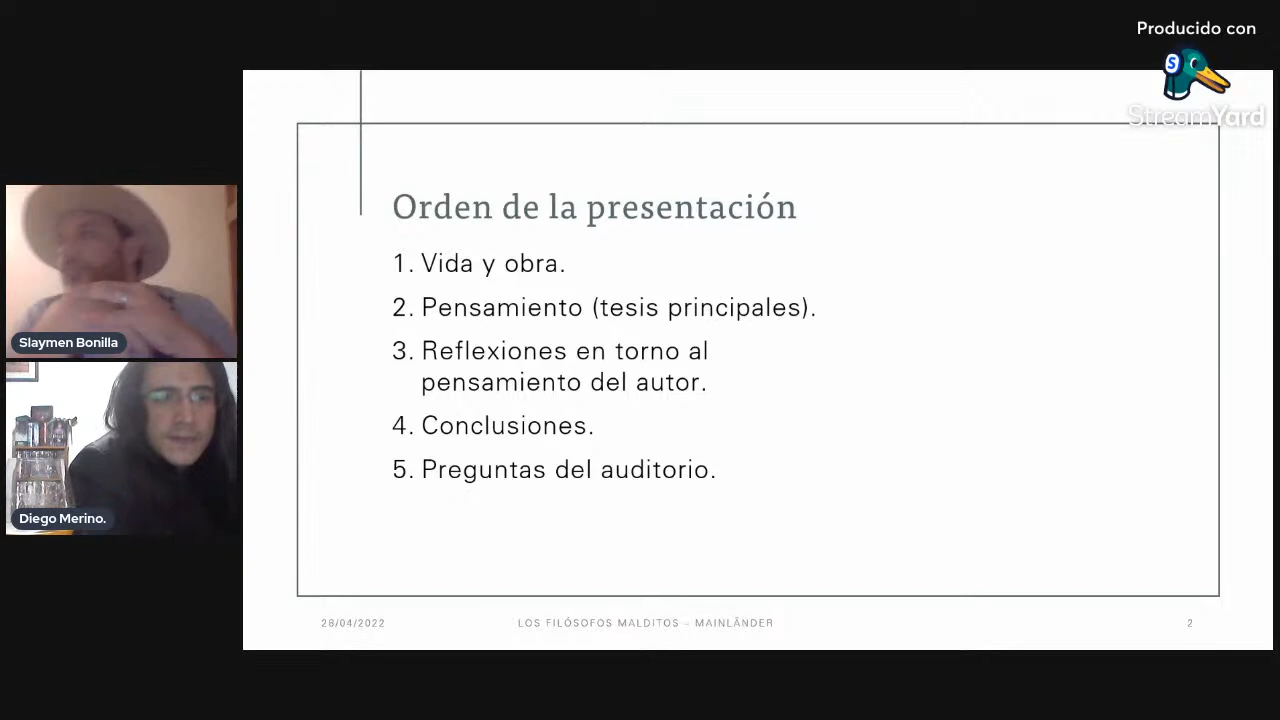 Producido con
StreamYard
Orden de la presentación
1. Vida y obra.
2. Pensamiento (tesis principales).
3. Reflexiones en torno al
pensamiento del autor.
4. Conclusiones.
5. Preguntas del auditorio.
Slaymen Bonilla
Diego Merino.
28/04/2022
LOS FILÓSOFOS MALDITOS – MAINLÄNDER
2